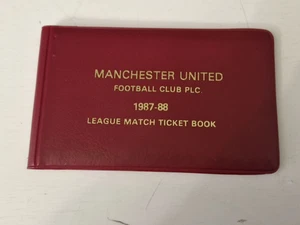 MANCHESTER UNITED
FOOTBALL CLUB PLC.
1987-88
LEAGUE MATCH TICKET BOOK